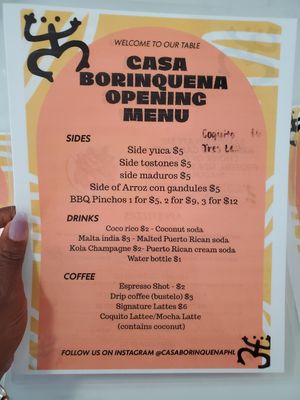 WELCOME TO OUR TABLE
CASA
BORINQUENA
OPENING
MENU
Coquito
Tres
SIDES
Side yuca $5
Side tostones $5
side maduros $5
Side of Arroz con gandules $5
BBQ Pinchos 1 for $5, 2 for $9, 3 for $12
DRINKS
Coco rico $2 - Coconut soda
Malta india $3 - Malted Puerto Rican soda
Kola Champagne $2- Puerto Rican cream soda
Water bottle $1
COFFEE
Espresso Shot - $2
Drip coffee (bustelo) $3
Signature Lattes $6
Coquito Lattee/Mocha Latte
(contains coconut)
FOLLOW US ON INSTAGRAM @CASABORINQUENAPHL